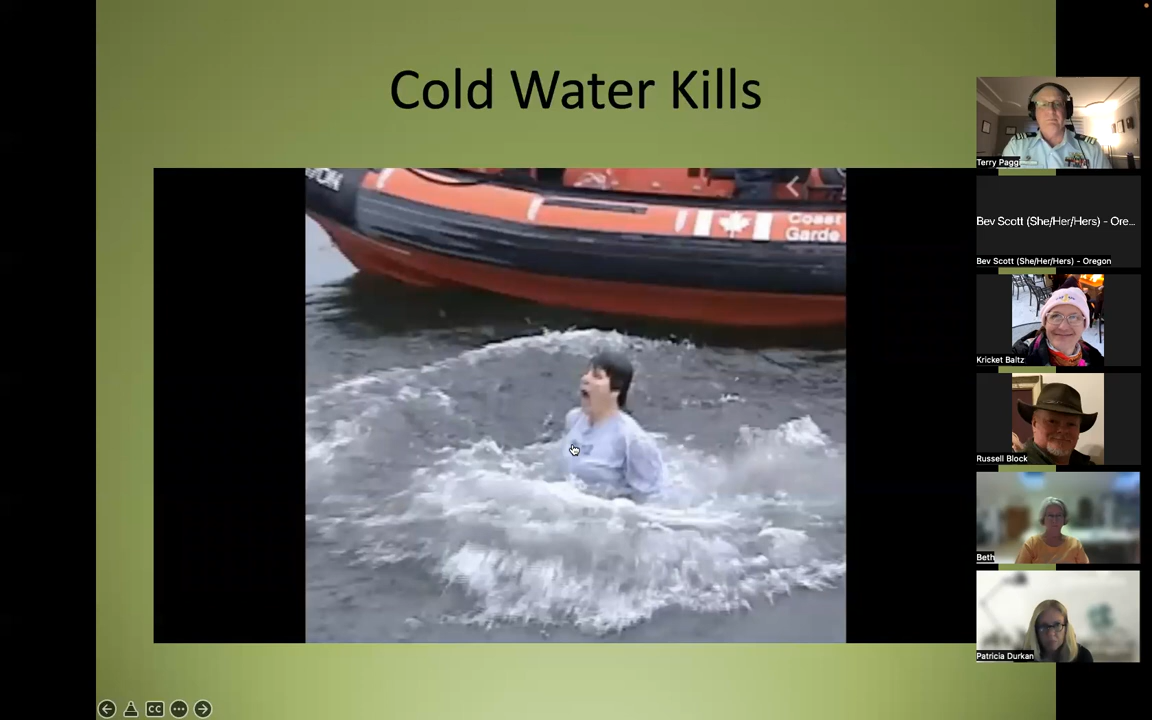 Cold Water Kills
Coast
Garde
Terry Paggi
Bev Scott (She/Her/Hers) - Ore...
Bev Scott (She/Her/Hers) - Oregon
Kricket Baltz
Russell Block
Beth
Patricia Durkan
CC